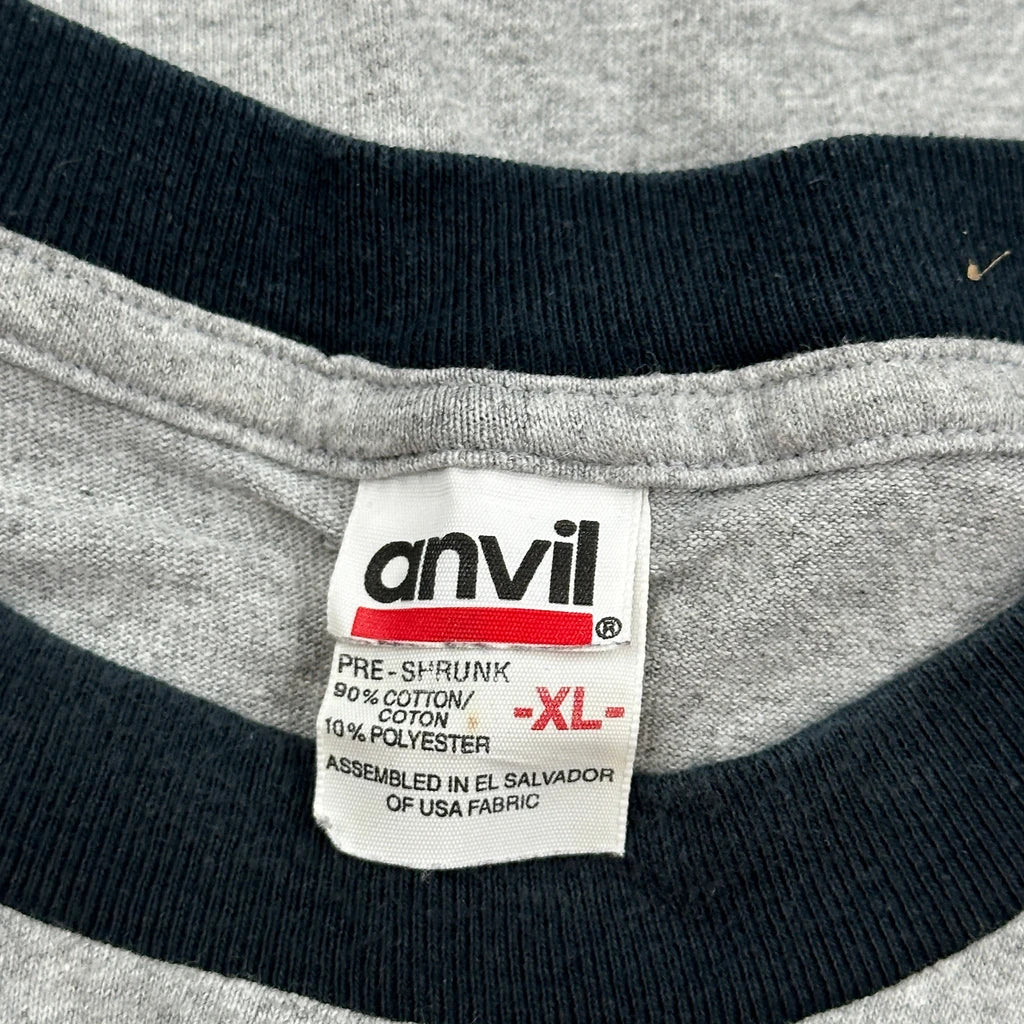 anvil
®
PRE-SHRUNK
90% COTTON/
COTON
10% POLYESTER
-XL-
ASSEMBLED IN EL SALVADOR
OF USA FABRIC